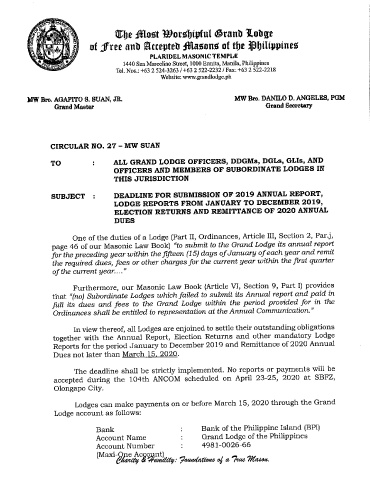 The Most Worshipful Grand Lodge
of Free and Accepted Masons of the Philippines
PLARIDEL MASONIC TEMPLE
1440 San Marcelino Street, 1000 Ermita, Manila, Philippines
Tel. Nos.: +63 2 524-3263 / +63 2 522-2232 / Fax: +63 2 522-2218
Website: www.grandlodge.ph
MW Bro. AGAPITO S. SUAN, JR.
Grand Master
MW Bro. DANILO D. ANGELES, PGM
Grand Secretary
CIRCULAR NO. 27 – MW SUAN
TO : ALL GRAND LODGE OFFICERS, DDGMs, DGLs, GLIs, AND
OFFICERS AND MEMBERS OF SUBORDINATE LODGES IN
THIS JURISDICTION
SUBJECT : DEADLINE FOR SUBMISSION OF 2019 ANNUAL REPORT,
LODGE REPORTS FROM JANUARY TO DECEMBER 2019,
ELECTION RETURNS AND REMITTANCE OF 2020 ANNUAL
DUES
One of the duties of a Lodge (Part II, Ordinances, Article III, Section 2, Par.j,
page 46 of our Masonic Law Book) "to submit to the Grand Lodge its annual report
for the preceding year within the fifteen (15) days of January of each year and remit
the required dues, fees or other charges for the current year within the first quarter
of the current year...."
Furthermore, our Masonic Law Book (Article VI, Section 9, Part I) provides
that "(no) Subordinate Lodges which failed to submit its Annual report and paid in
full its dues and fees to the Grand Lodge within the period provided for in the
Ordinances shall be entitled to representation at the Annual Communication."
In view thereof, all Lodges are enjoined to settle their outstanding obligations
together with the Annual Report, Election Returns and other mandatory Lodge
Reports for the period January to December 2019 and Remittance of 2020 Annual
Dues not later than March 15, 2020.
The deadline shall be strictly implemented. No reports or payments will be
accepted during the 104th ANCOM scheduled on April 23-25, 2020 at SBPZ,
Olongapo City.
Lodges can make payments on or before March 15, 2020 through the Grand
Lodge account as follows:
Bank : Bank of the Philippine Island (BPI)
Account Name : Grand Lodge of the Philippines
Account Number : 4981-0026-66
(Maxi-One Account)
Charity & Humility: Foundations of a True Mason.